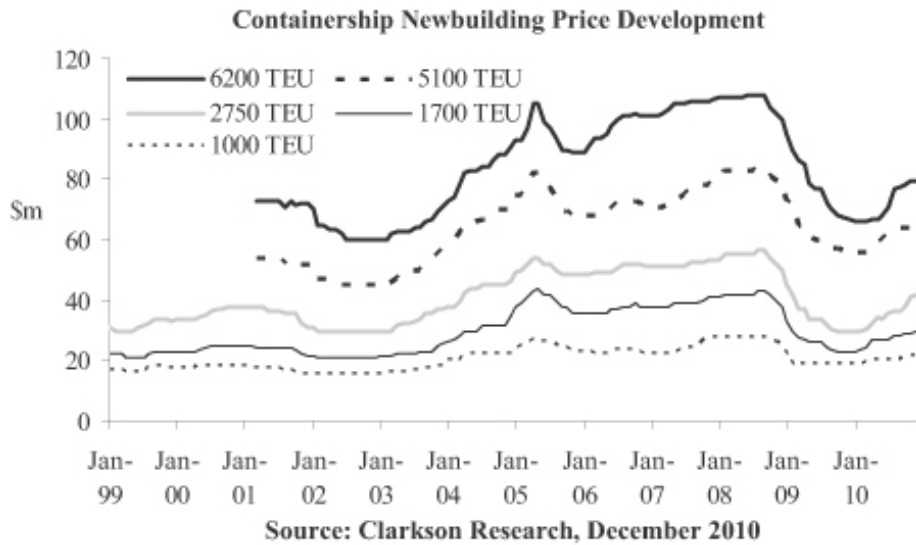 Containership Newbuilding Price Development
120
6200 TEU 5100 TEU
100
2750 TEU 1700 TEU
1000 TEU
80
$m
60
40
20
0
Jan- Jan- Jan- Jan- Jan- Jan- Jan- Jan- Jan- Jan- Jan- Jan-
99 00 01 02 03 04 05 06 07 08 09 10
Source: Clarkson Research, December 2010